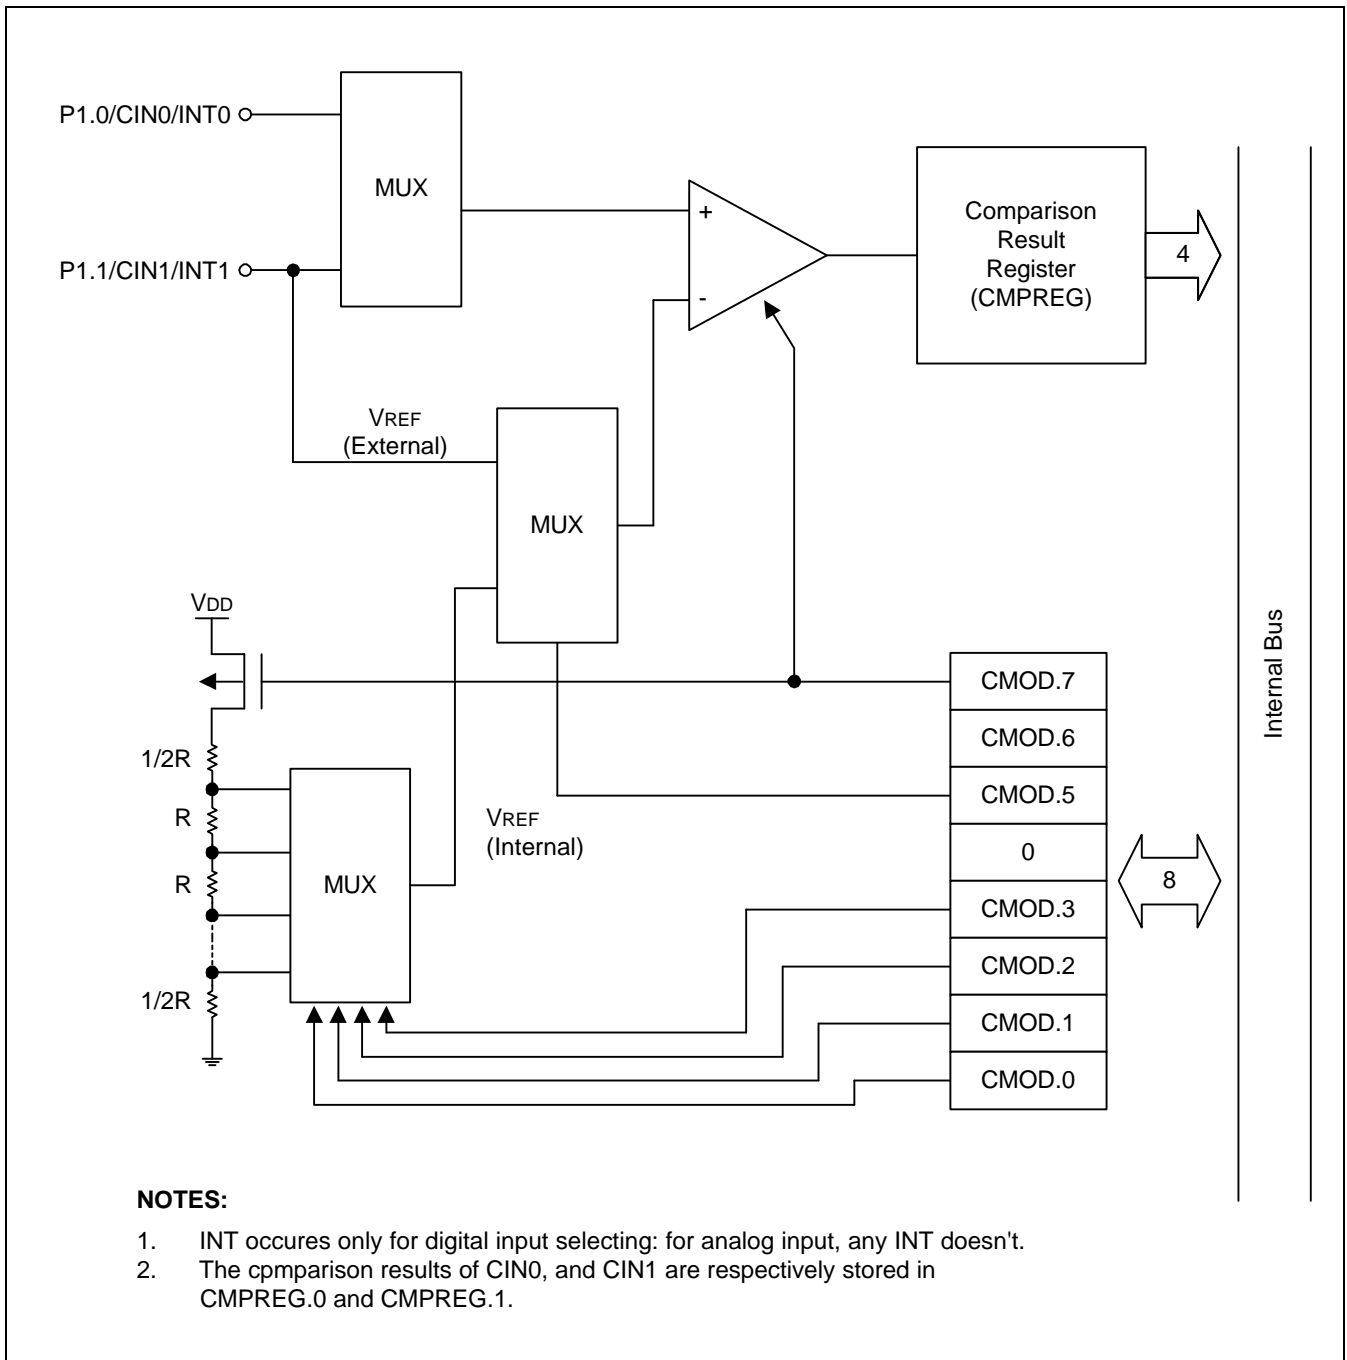 P1.0/CIN0/INT0
MUX
P1.1/CIN1/INT1
+
-
Comparison
Result
Register
(CMPREG)
4
VREF
(External)
MUX
VDD
1/2R
R
R
1/2R
MUX
VREF
(Internal)
CMOD.7
CMOD.6
CMOD.5
0
CMOD.3
CMOD.2
CMOD.1
CMOD.0
8
Internal Bus
NOTES:
1. INT occures only for digital input selecting: for analog input, any INT doesn't.
2. The cpmparison results of CIN0, and CIN1 are respectively stored in
CMPREG.0 and CMPREG.1.